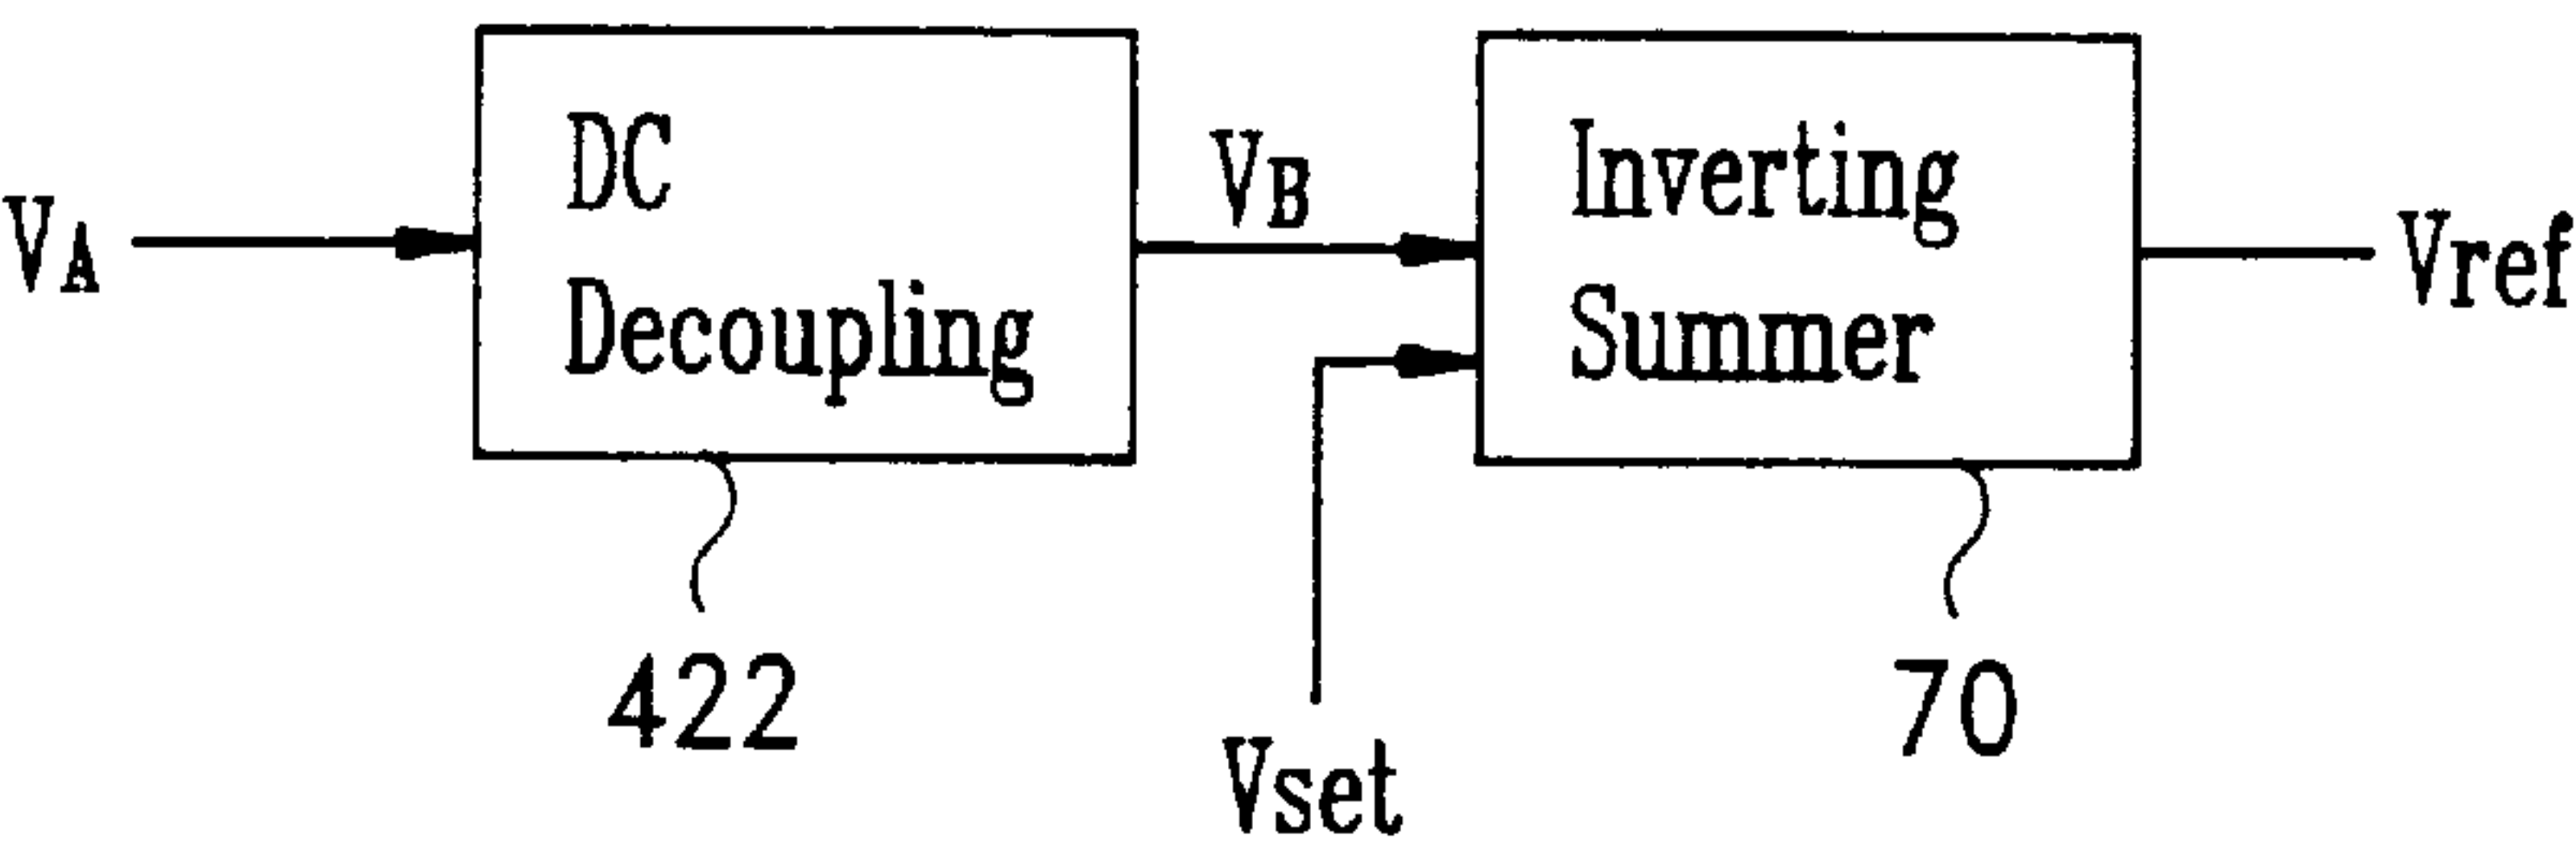 VA
DC
Decoupling
VB
Inverting
Summer
Vref
Vset
422
70